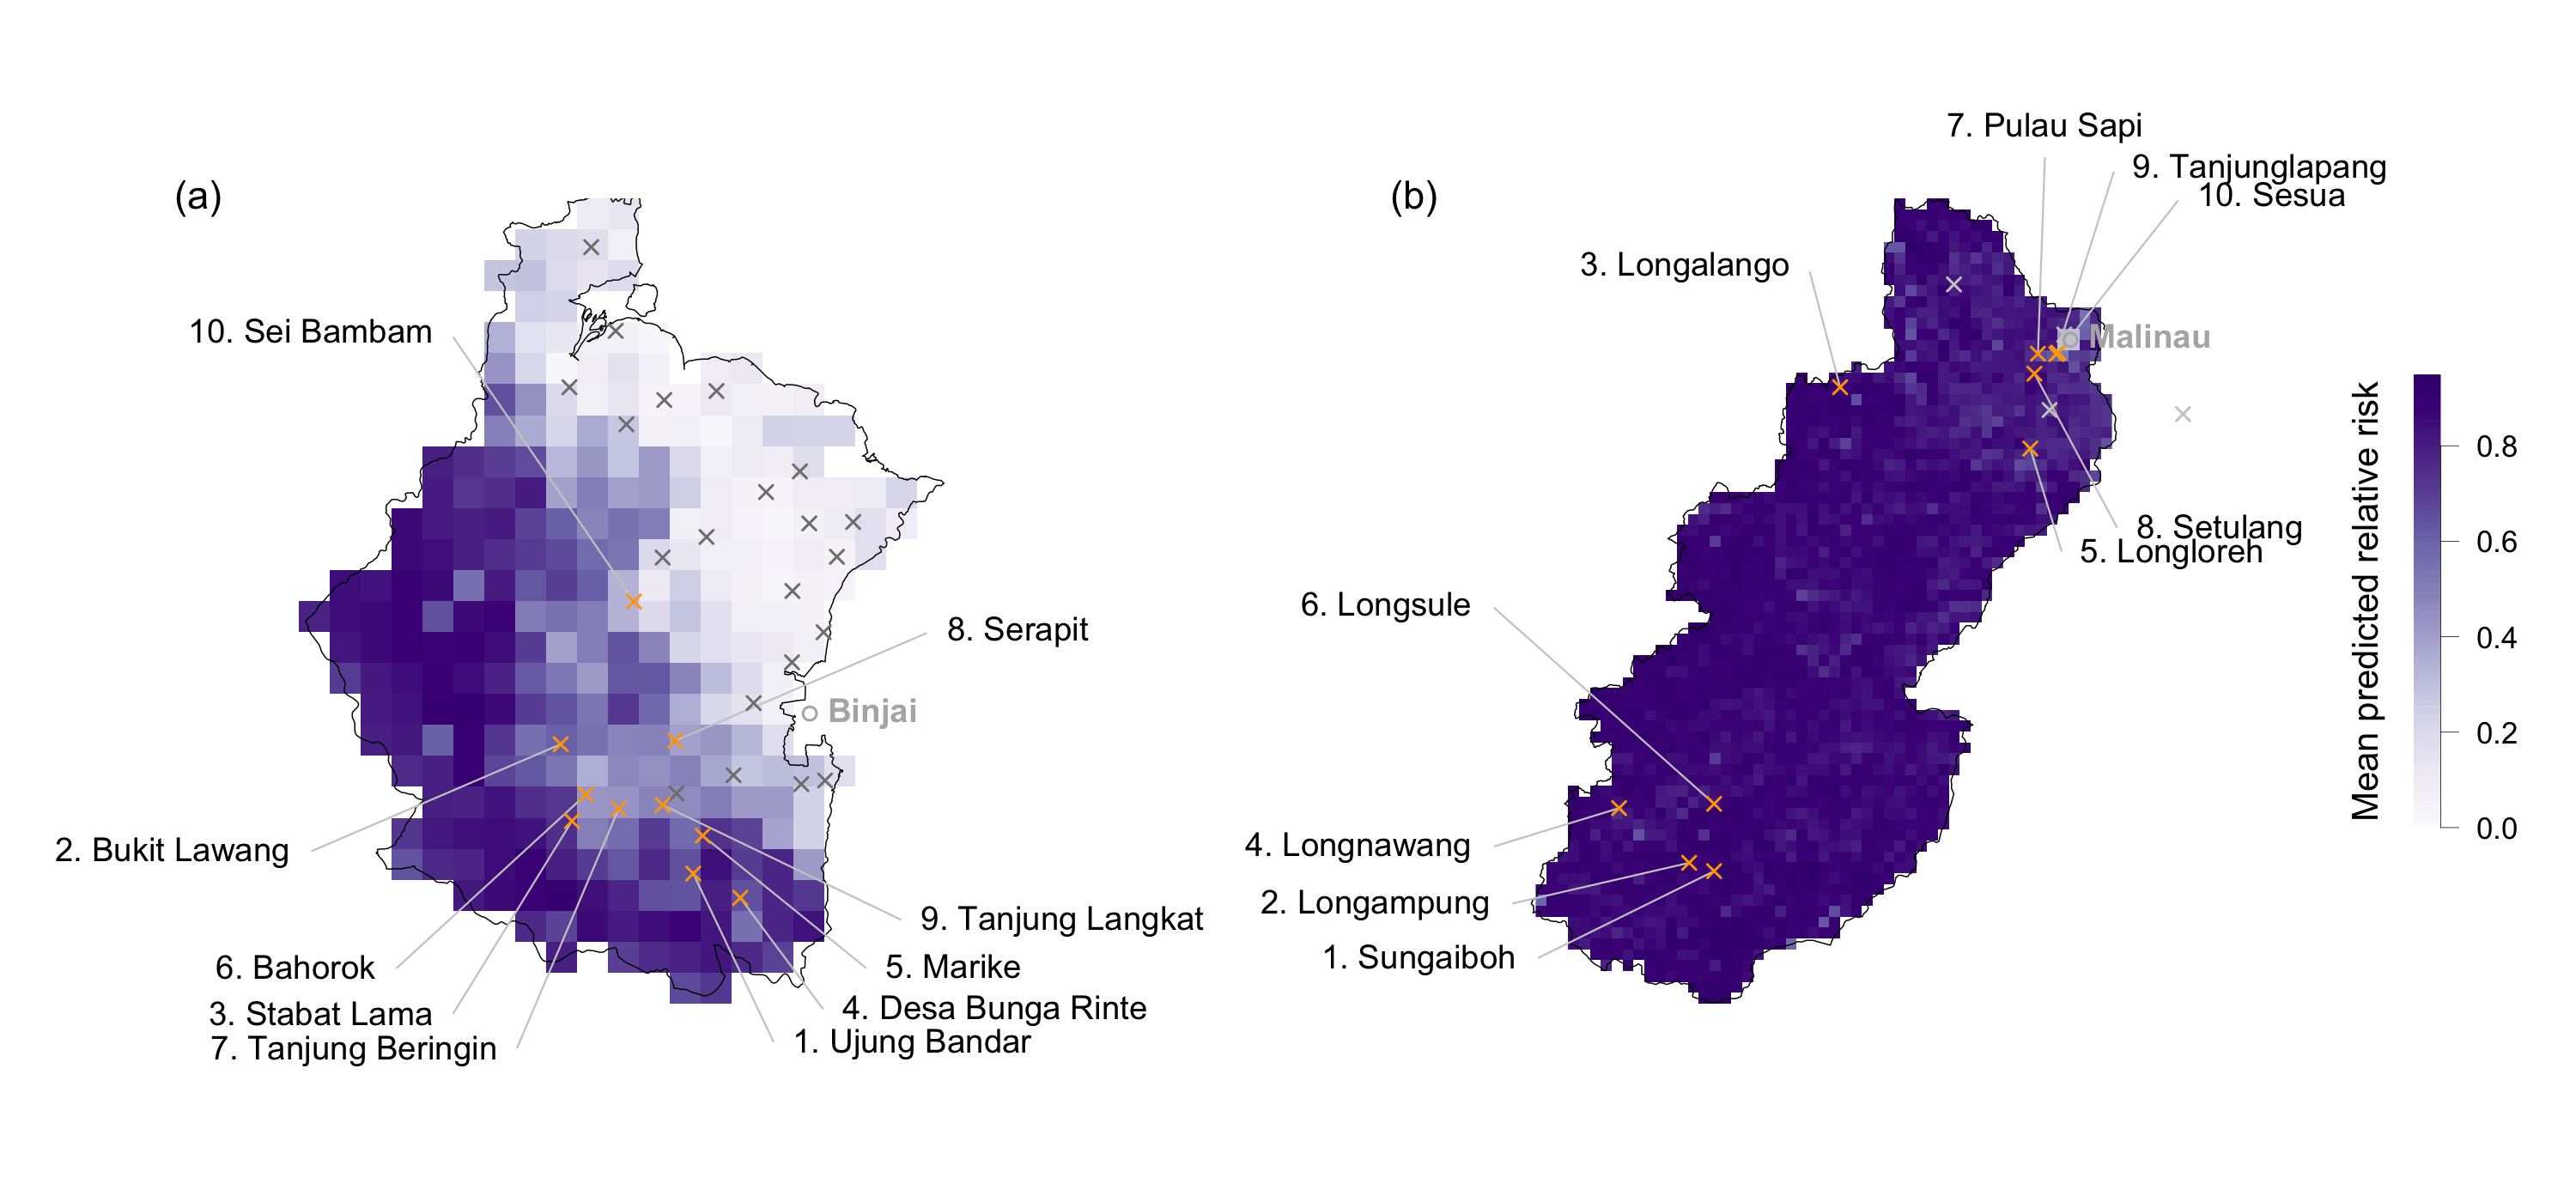 (a)
10. Sei Bambam
8. Serapit
Binjai
2. Bukit Lawang
9. Tanjung Langkat
6. Bahorok
5. Marike
3. Stabat Lama
4. Desa Bunga Rinte
7. Tanjung Beringin
1. Ujung Bandar
(b)
7. Pulau Sapi
9. Tanjunglapang
10. Sesua
3. Longalango
Malinau
8. Setulang
5. Longloreh
6. Longsule
4. Longnawang
2. Longampung
1. Sungaiboh
Mean predicted relative risk
0.8
0.6
0.4
0.2
0.0